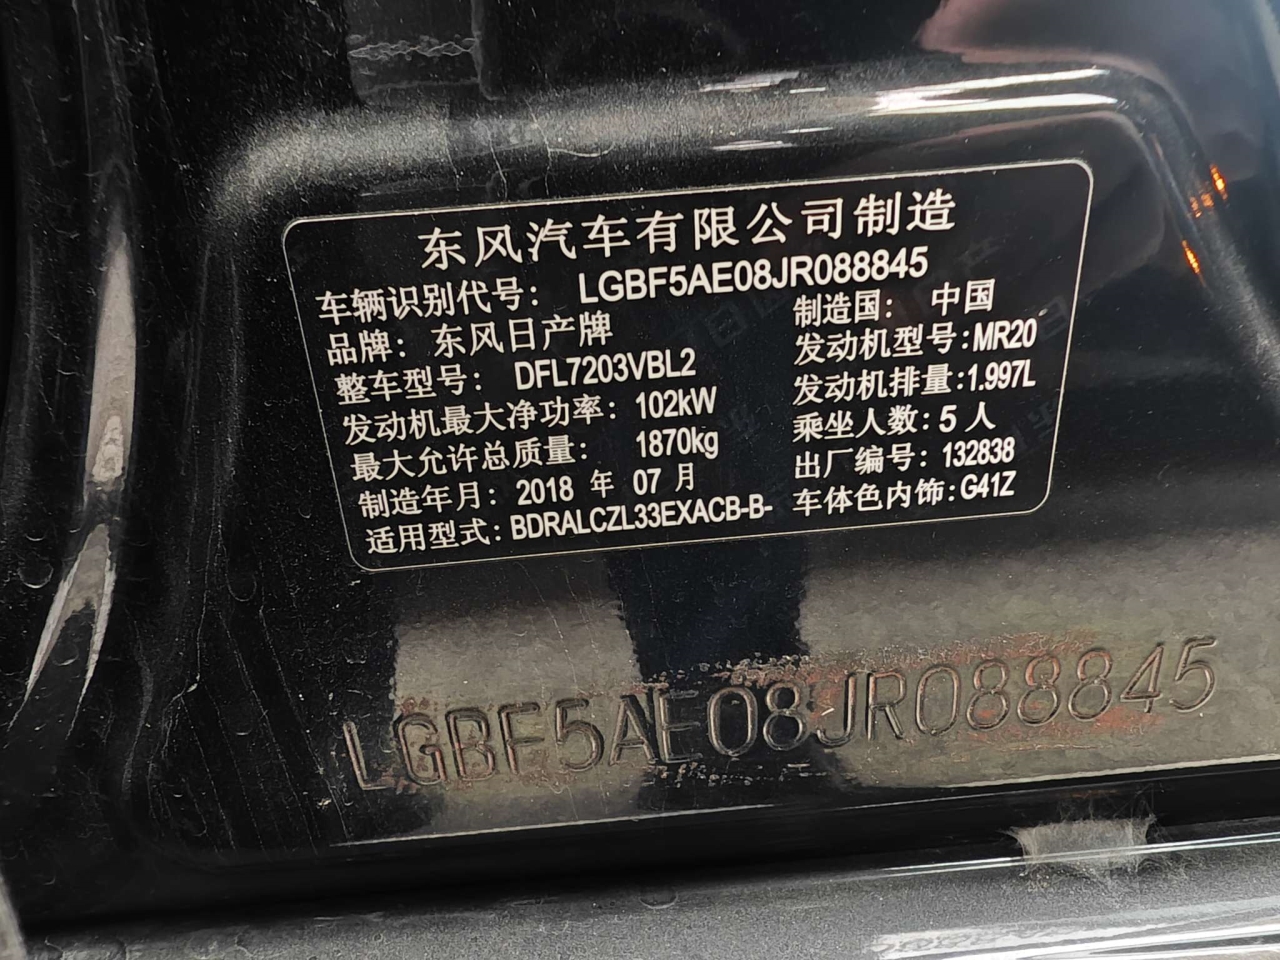 东风汽车有限公司制造
车辆识别代号： LGBF5AE08JR088845
品牌：东风日产牌 制造国： 中国
整车型号： DFL7203VBL2 发动机型号:MR20
发动机最大净功率：102kW 发动机排量:1.997L
最大允许总质量： 1870kg 乘坐人数:5人
制造年月：2018 年 07月 出厂编号:132838
适用型式:BDRALCZL33EXACB-B- 车体色内饰:G41Z
LGBF5AE08JR088845